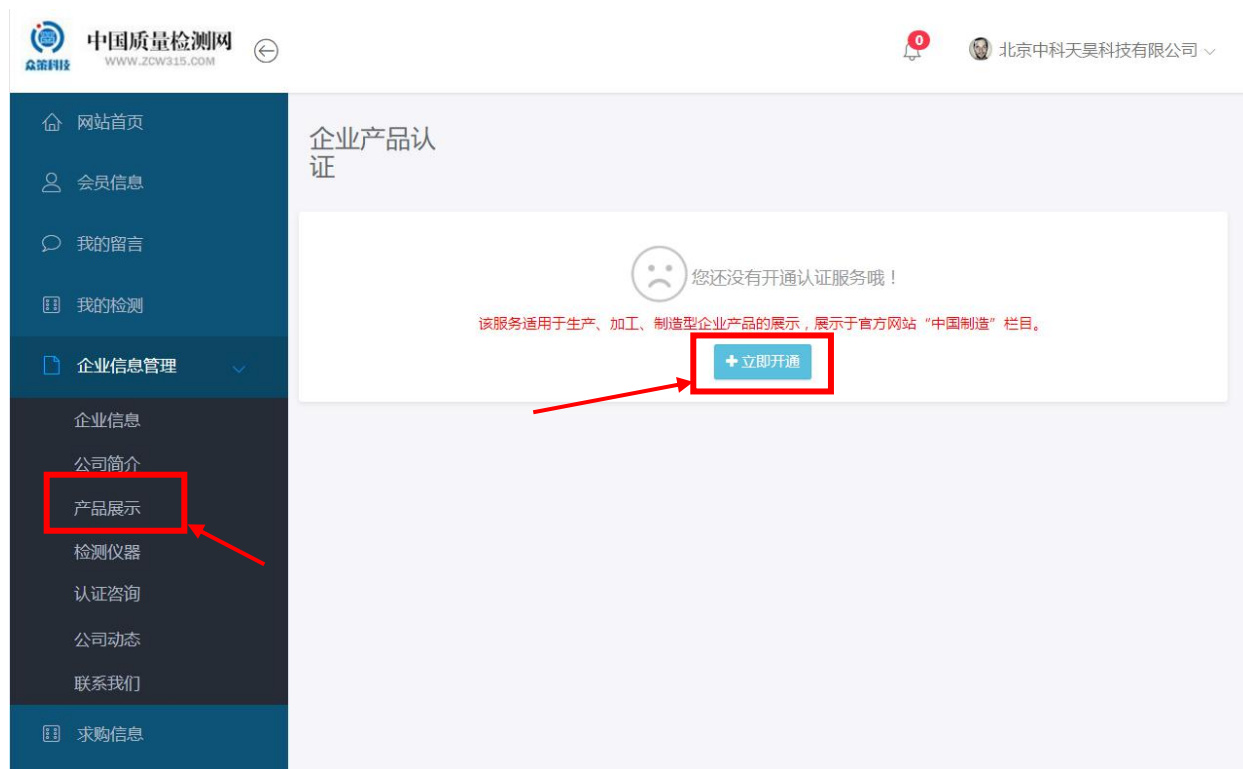 众策科技
中国质量检测网
WWW.ZCW315.COM
0
北京中科天昊科技有限公司
网站首页
会员信息
我的留言
我的检测
企业信息管理
企业信息
公司简介
产品展示
检测仪器
认证咨询
公司动态
联系我们
求购信息
企业产品认
证
您还没有开通认证服务哦！
该服务适用于生产、加工、制造型企业产品的展示，展示于官方网站“中国制造”栏目。
+ 立即开通